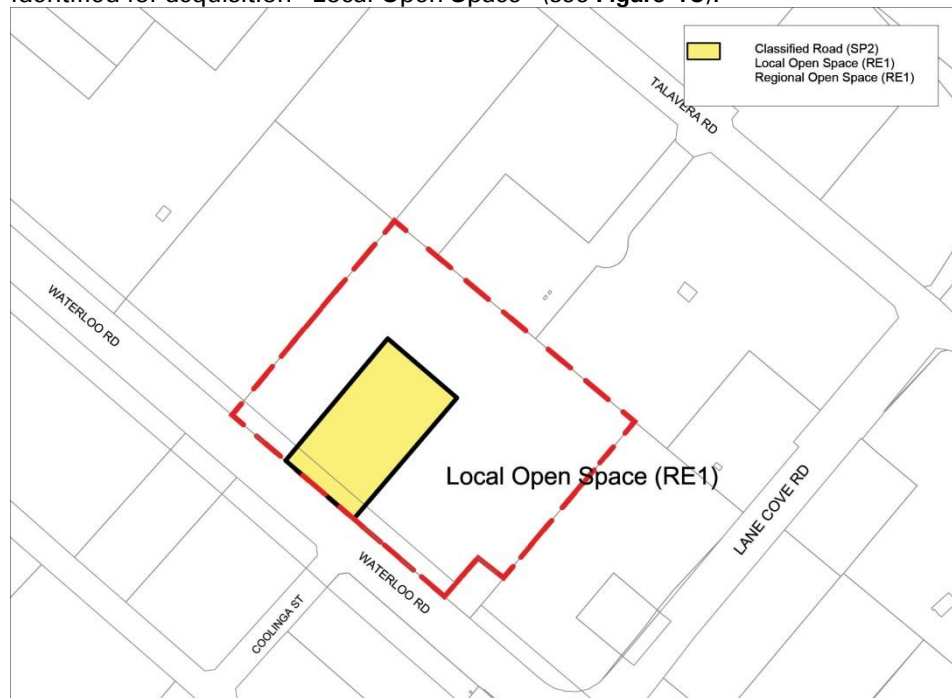 identified for acquisition "Local Open Space" (see Figure 18).
Classified Road (SP2)
Local Open Space (RE1)
Regional Open Space (RE1)
TALAVERA RD
WATERLOO RD
Local Open Space (RE1)
LANE COVE RD
WATERLOO RD
COOLINGA ST